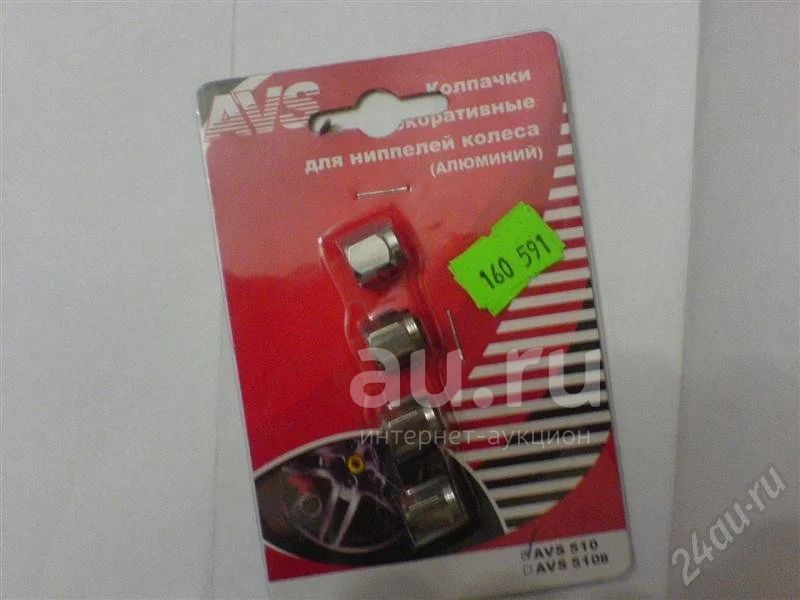 AVS
Колпачки
декоративные
для ниппелей колеса
(АЛЮМИНИЙ)
160 591
au.ru
интернет-аукцион
AVS 510
AVS 510B
24au.ru